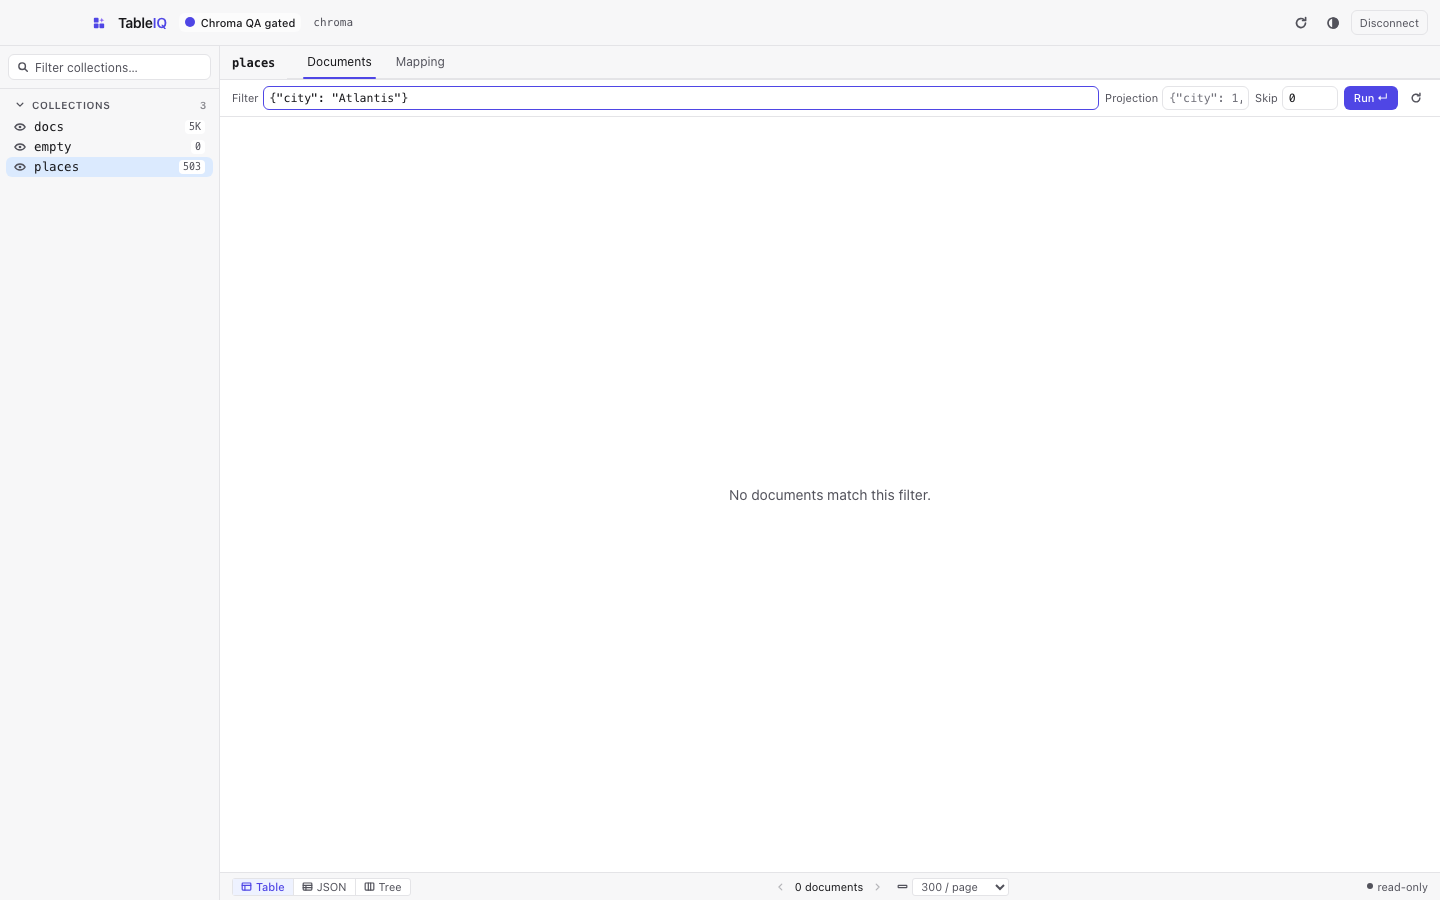 TableIQ Chroma QA gated chroma Disconnect
Filter collections...
places Documents Mapping
Filter {"city": "Atlantis"} Projection {"city": 1, Skip 0 Run ↵
COLLECTIONS 3
docs 5K
empty 0
places 503
No documents match this filter.
Table JSON Tree 0 documents 300 / page read-only